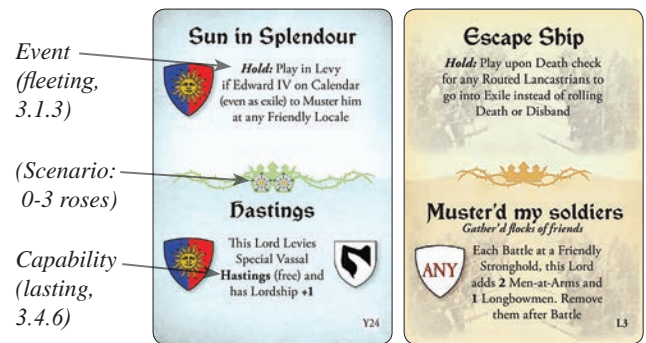 Event
(fleeting,
3.1.3)
(Scenario:
0-3 roses)
Capability
(lasting,
3.4.6)
Sun in Splendour
Hold: Play in Levy
if Edward IV on Calendar
(even as exile) to Muster him
at any Friendly Locale
Hastings
This Lord Levies
Special Vassal
Hastings (free) and
has Lordship +1
Y24
Escape Ship
Hold: Play upon Death check
for any Routed Lancastrians to
go into Exile instead of rolling
Death or Disband
Muster'd my soldiers
Gather'd flocks of friends
ANY
Each Battle at a Friendly
Stronghold, this Lord
adds 2 Men-at-Arms and
1 Longbowmen. Remove
them after Battle
L3